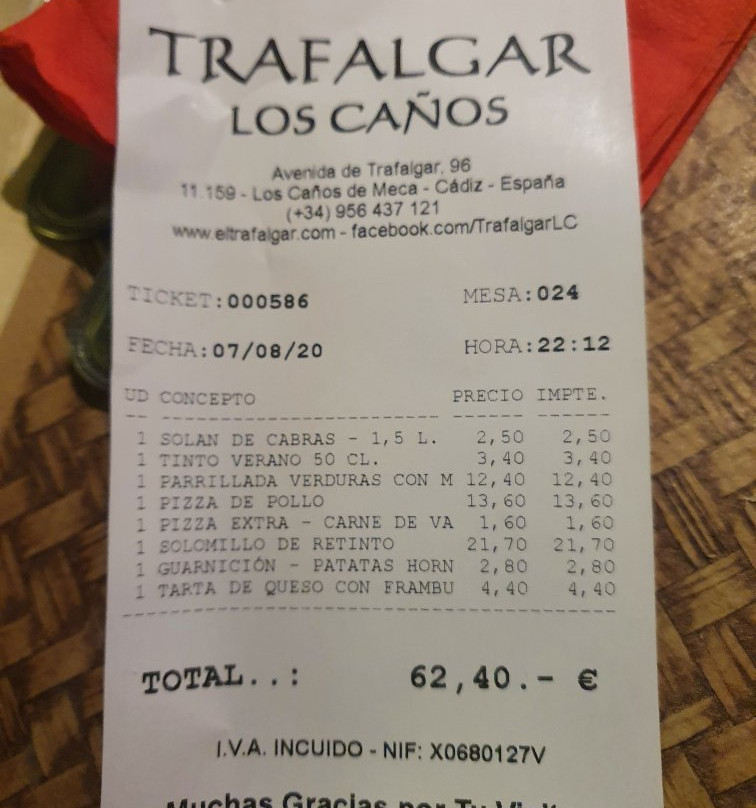 TRAFALGAR
LOS CAÑOS
Avenida de Trafalgar, 96
11.159 - Los Caños de Meca - Cádiz - España
(+34) 956 437 121
www.eltrafalgar.com - facebook.com/TrafalgarLC
TICKET:000586 MESA:024
FECHA:07/08/20 HORA:22:12
UD CONCEPTO PRECIO IMPTE.
1 SOLAN DE CABRAS - 1,5 L. 2,50 2,50
1 TINTO VERANO 50 CL. 3,40 3,40
1 PARRILLADA VERDURAS CON M 12,40 12,40
1 PIZZA DE POLLO 13,60 13,60
1 PIZZA EXTRA - CARNE DE VA 1,60 1,60
1 SOLOMILLO DE RETINTO 21,70 21,70
1 GUARNICIÓN - PATATAS HORN 2,80 2,80
1 TARTA DE QUESO CON FRAMBU 4,40 4,40
TOTAL..: 62,40.- €
I.V.A. INCUIDO - NIF: X0680127V
Muchas Gracias por Tu